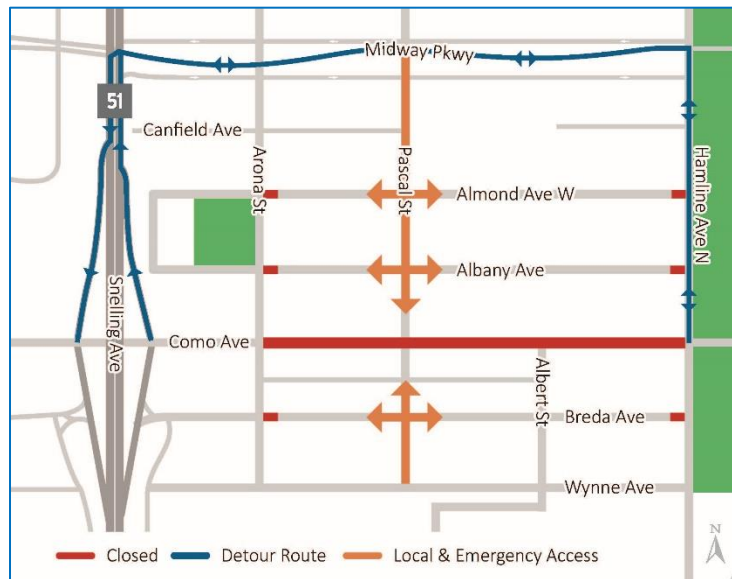 Midway Pkwy
51
Canfield Ave
Arona St
Pascal St
Almond Ave W
Hamline Ave N
Albany Ave
Snelling Ave
Como Ave
Albert St
Breda Ave
Wynne Ave
N
Closed
Detour Route
Local & Emergency Access